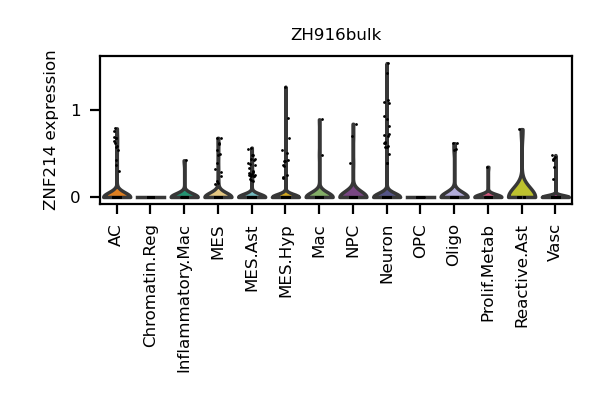 ZH916bulk
ZNF214 expression
1
0
AC
Chromatin.Reg
Inflammatory.Mac
MES
MES.Ast
MES.Hyp
Mac
NPC
Neuron
OPC
Oligo
Prolif.Metab
Reactive.Ast
Vasc